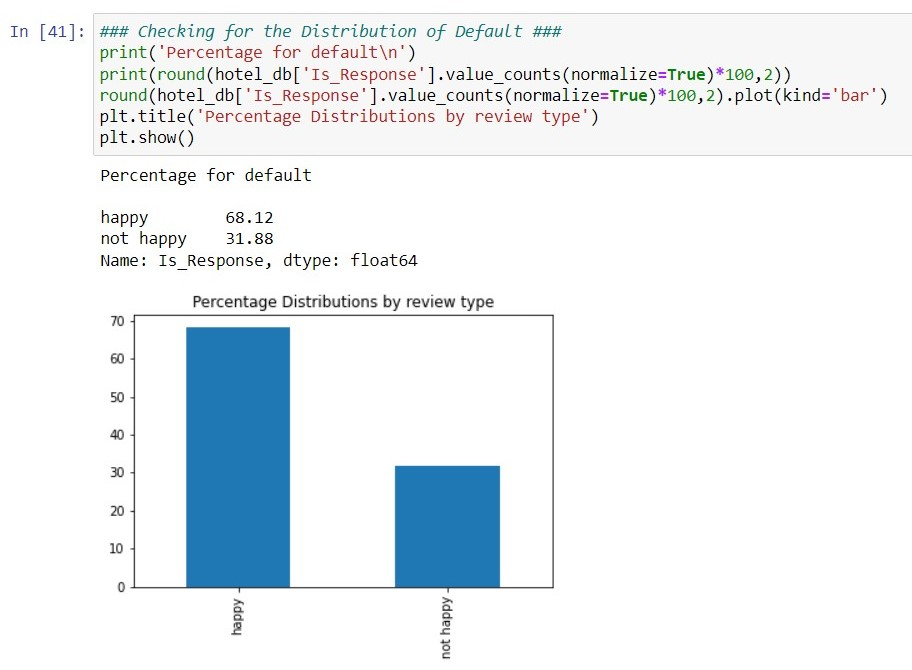 In [41]: ### Checking for the Distribution of Default ###
print('Percentage for default\n')
print(round(hotel_db['Is_Response'].value_counts(normalize=True)*100,2))
round(hotel_db['Is_Response'].value_counts(normalize=True)*100,2).plot(kind='bar')
plt.title('Percentage Distributions by review type')
plt.show()
Percentage for default
happy 68.12
not happy 31.88
Name: Is_Response, dtype: float64
Percentage Distributions by review type
70
60
50
40
30
20
10
0
happy
not happy